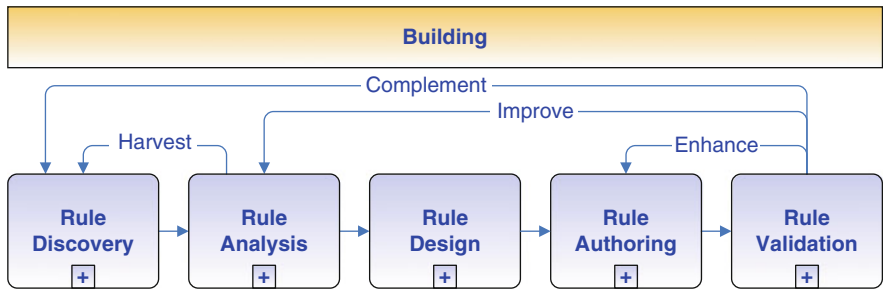 Building
Complement
Improve
Harvest
Enhance
Rule
Discovery
+
Rule
Analysis
+
Rule
Design
+
Rule
Authoring
+
Rule
Validation
+